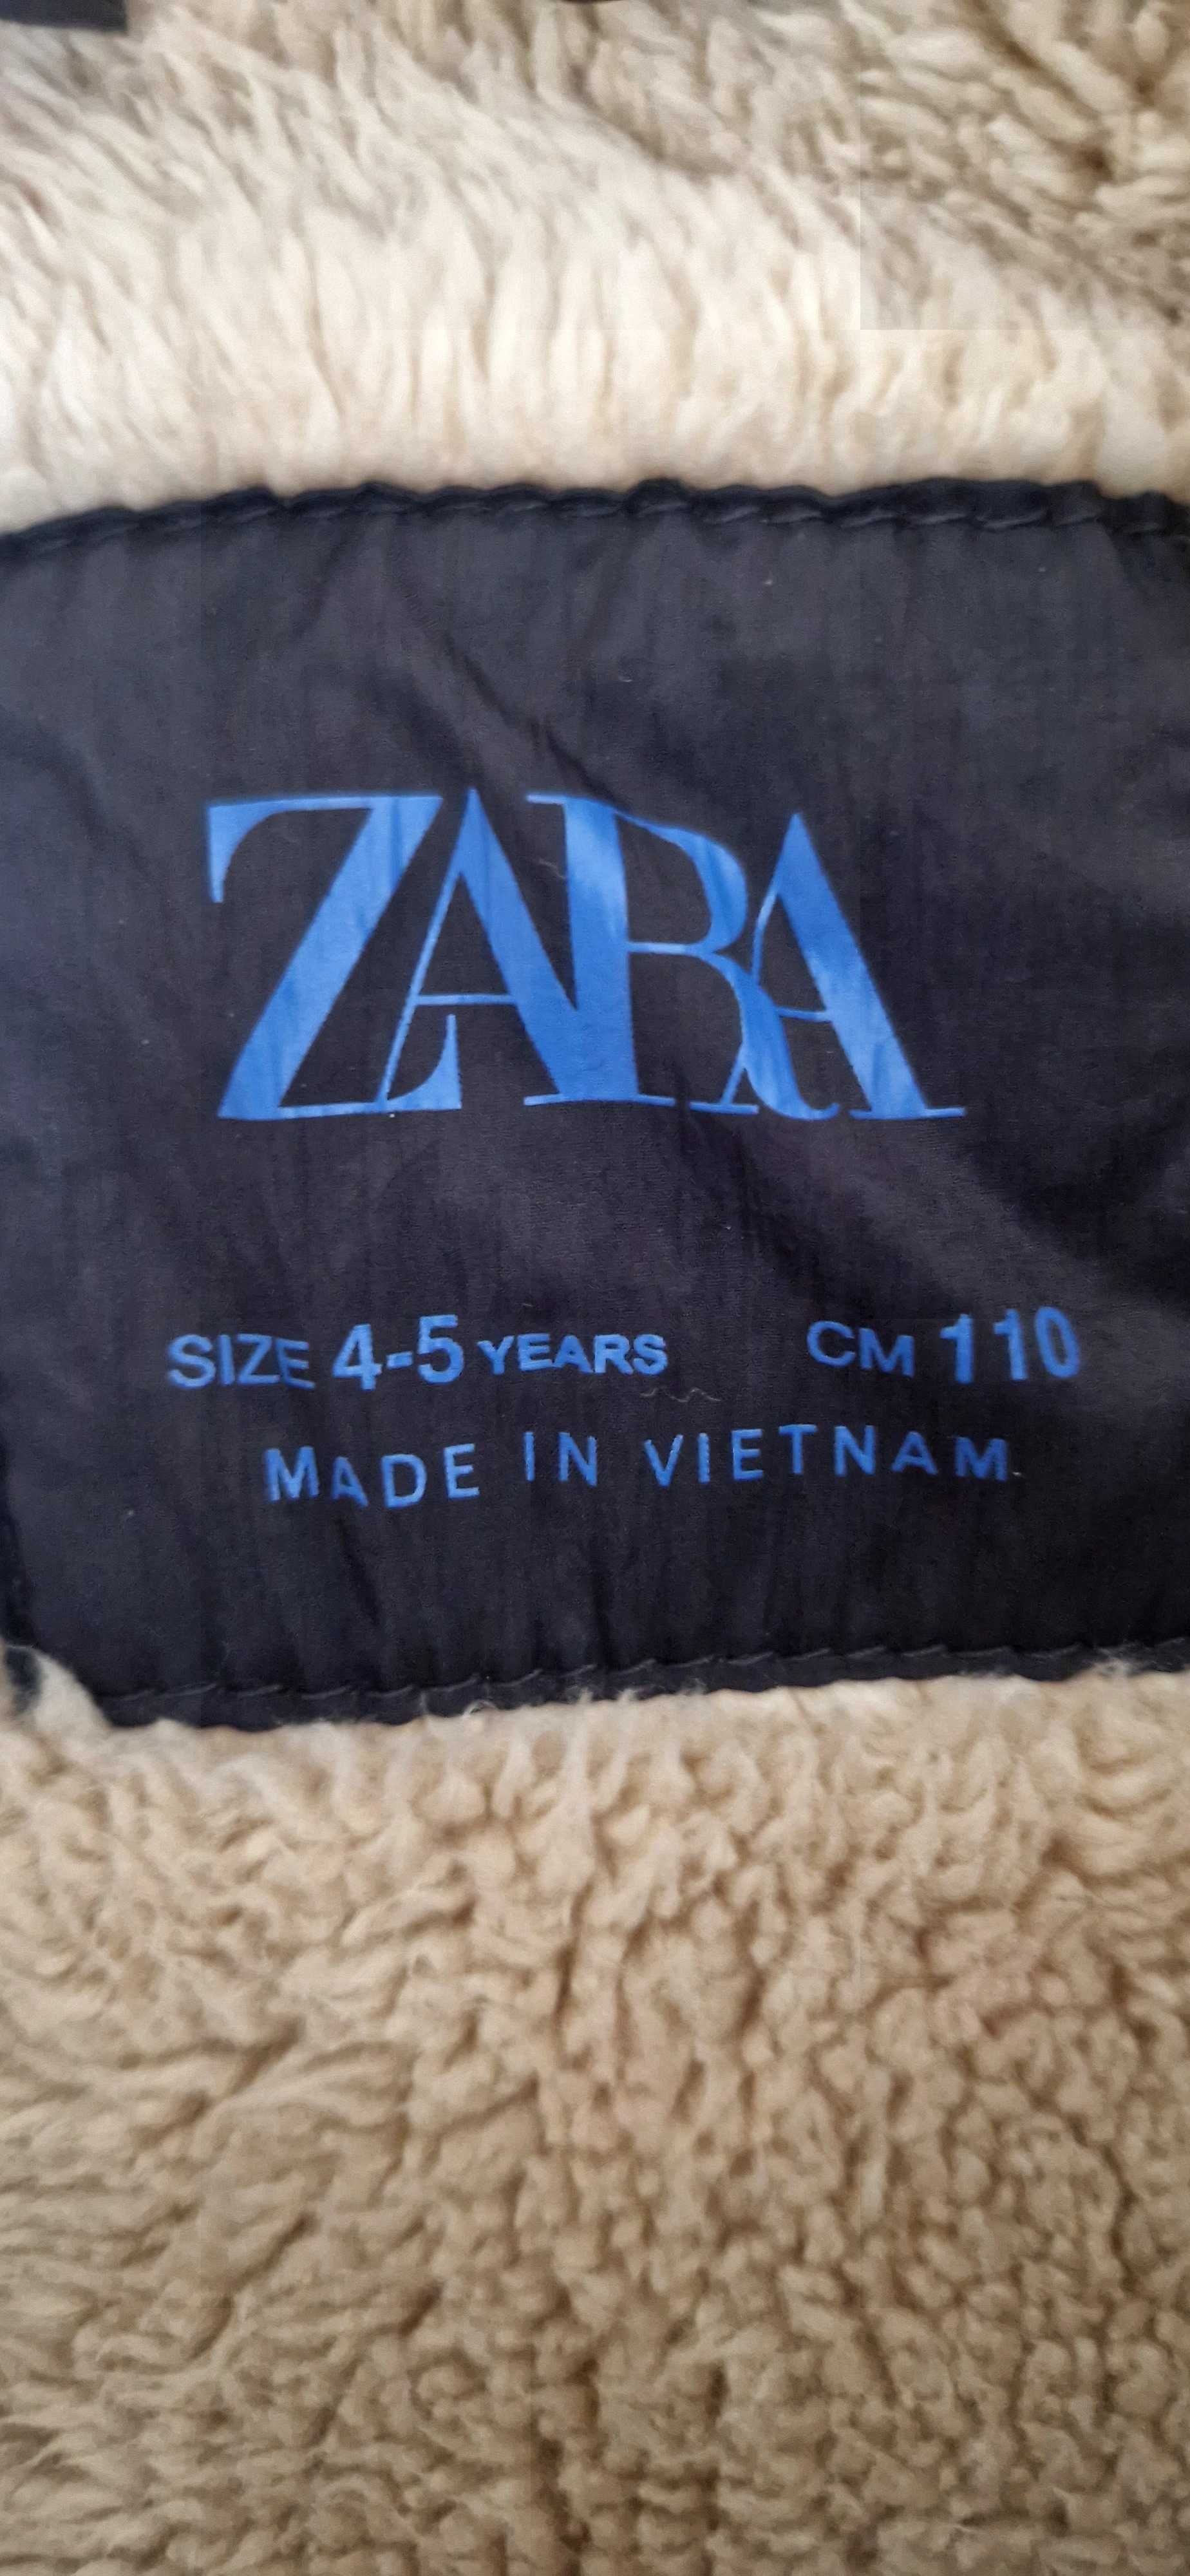 ZARA
SIZE 4-5 YEARS CM 110
MADE IN VIETNAM